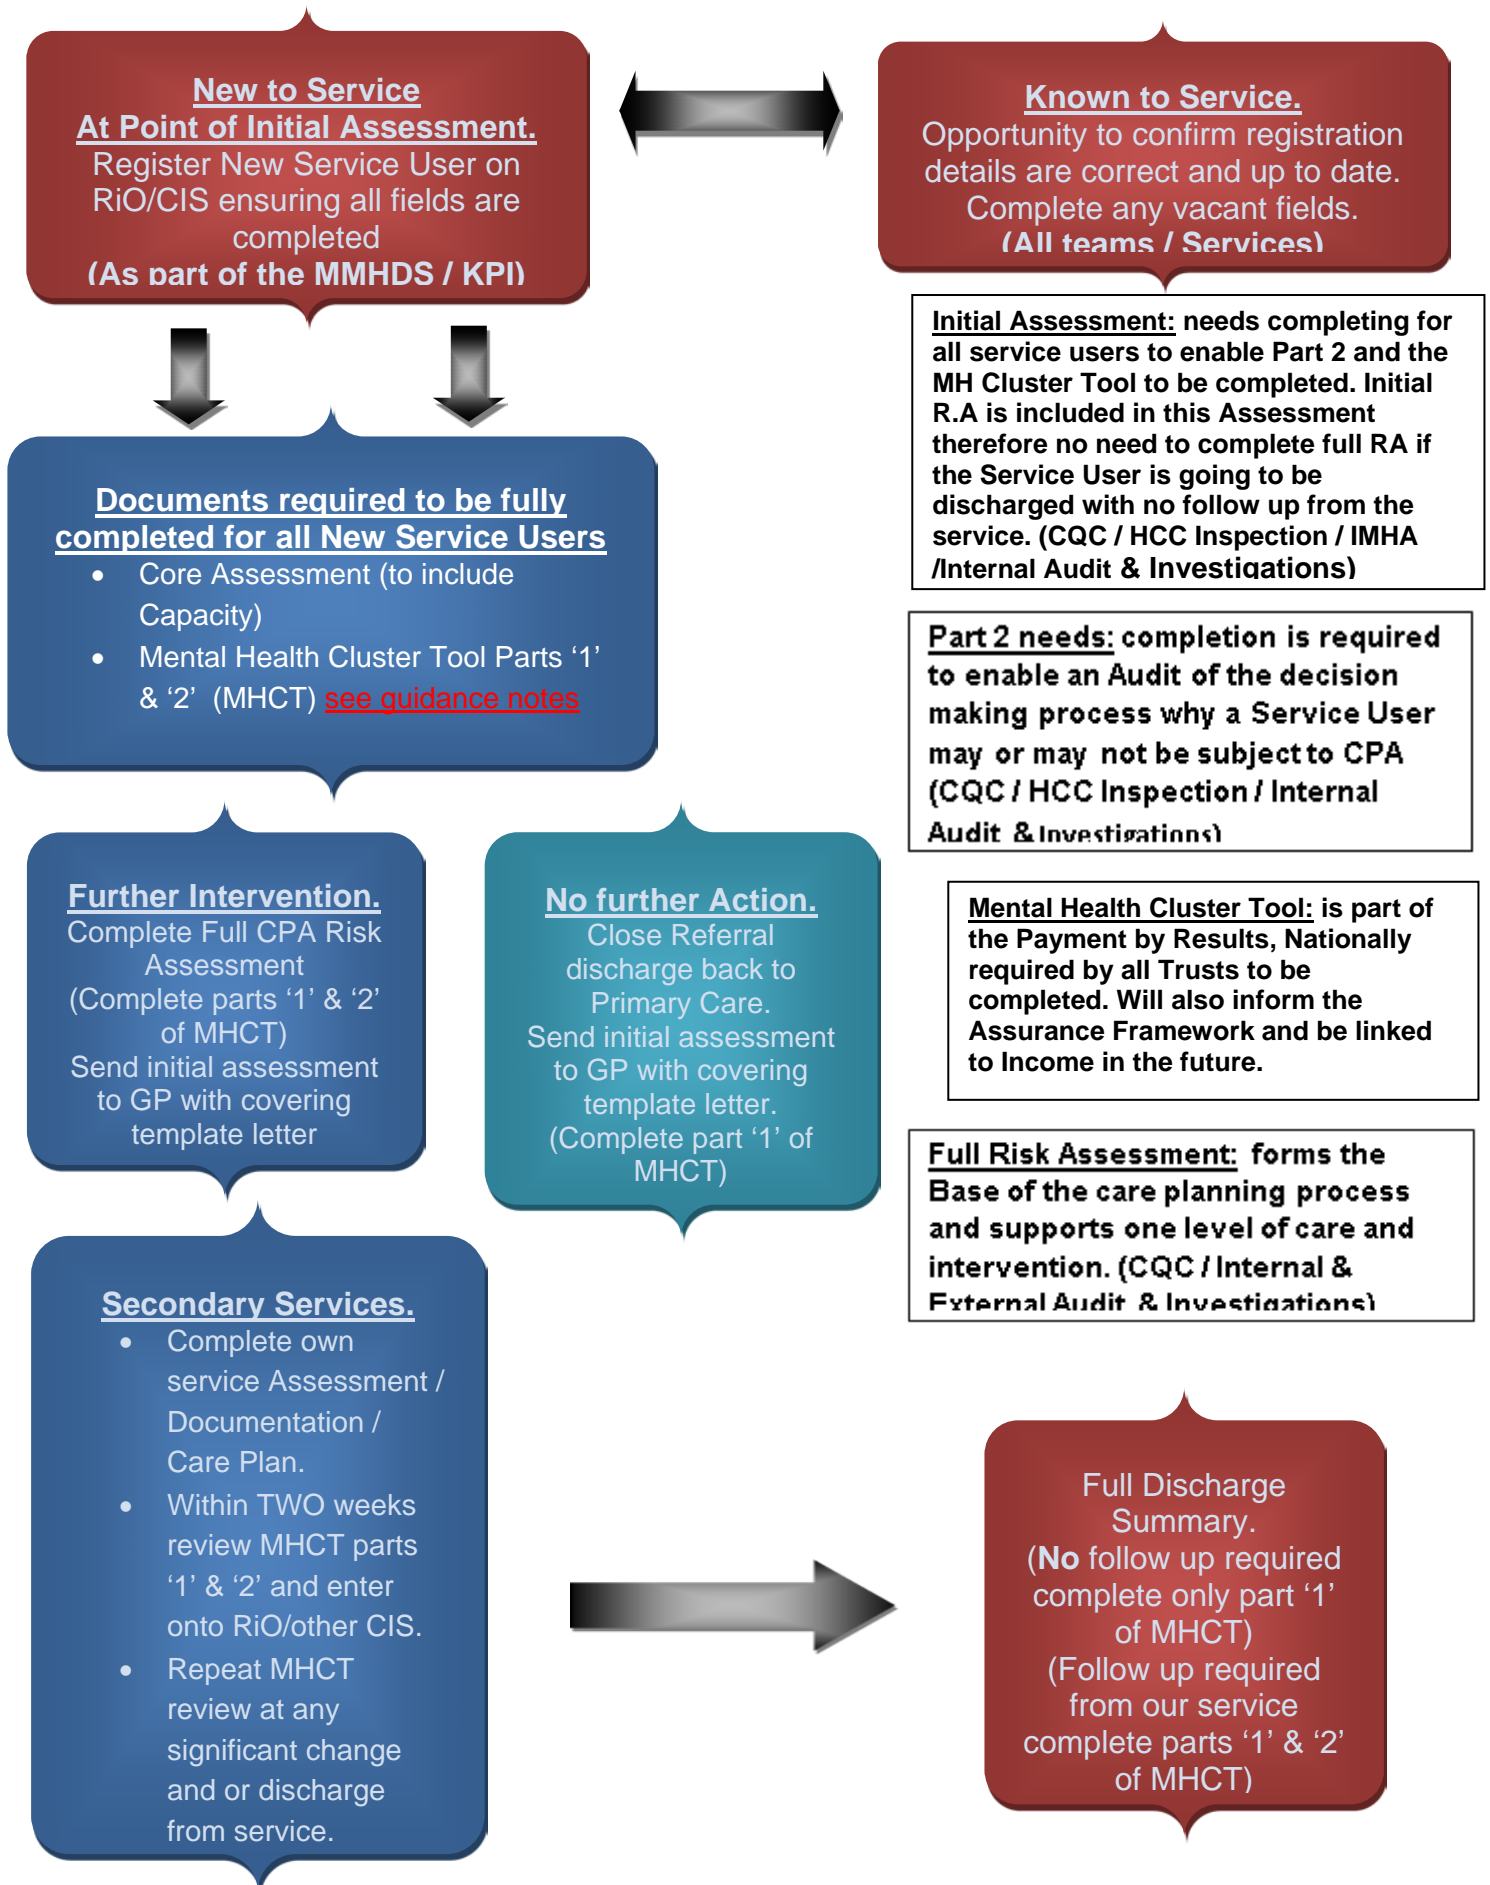 New to Service
At Point of Initial Assessment.
Register New Service User on
RiO/CIS ensuring all fields are
completed
(As part of the MMHDS / KPI)
Known to Service.
Opportunity to confirm registration
details are correct and up to date.
Complete any vacant fields.
(All teams / Services)
Initial Assessment: needs completing for
all service users to enable Part 2 and the
MH Cluster Tool to be completed. Initial
R.A is included in this Assessment
therefore no need to complete full RA if
the Service User is going to be
discharged with no follow up from the
service. (CQC / HCC Inspection / IMHA
/Internal Audit & Investigations)
Documents required to be fully
completed for all New Service Users
• Core Assessment (to include
Capacity)
• Mental Health Cluster Tool Parts ‘1’
& ‘2’ (MHCT) see guidance notes
Part 2 needs: completion is required
to enable an Audit of the decision
making process why a Service User
may or may not be subject to CPA
(CQC / HCC Inspection / Internal
Audit & Investigations)
Further Intervention.
Complete Full CPA Risk
Assessment
(Complete parts ‘1’ & ‘2’
of MHCT)
Send initial assessment
to GP with covering
template letter
No further Action.
Close Referral
discharge back to
Primary Care.
Send initial assessment
to GP with covering
template letter.
(Complete part ‘1’ of
MHCT)
Mental Health Cluster Tool: is part of
the Payment by Results, Nationally
required by all Trusts to be
completed. Will also inform the
Assurance Framework and be linked
to Income in the future.
Full Risk Assessment: forms the
Base of the care planning process
and supports one level of care and
intervention. (CQC / Internal &
External Audit & Investigations)
Secondary Services.
• Complete own
service Assessment /
Documentation /
Care Plan.
• Within TWO weeks
review MHCT parts
‘1’ & ‘2’ and enter
onto RiO/other CIS.
• Repeat MHCT
review at any
significant change
and or discharge
from service.
Full Discharge
Summary.
(No follow up required
complete only part ‘1’
of MHCT)
(Follow up required
from our service
complete parts ‘1’ & ‘2’
of MHCT)